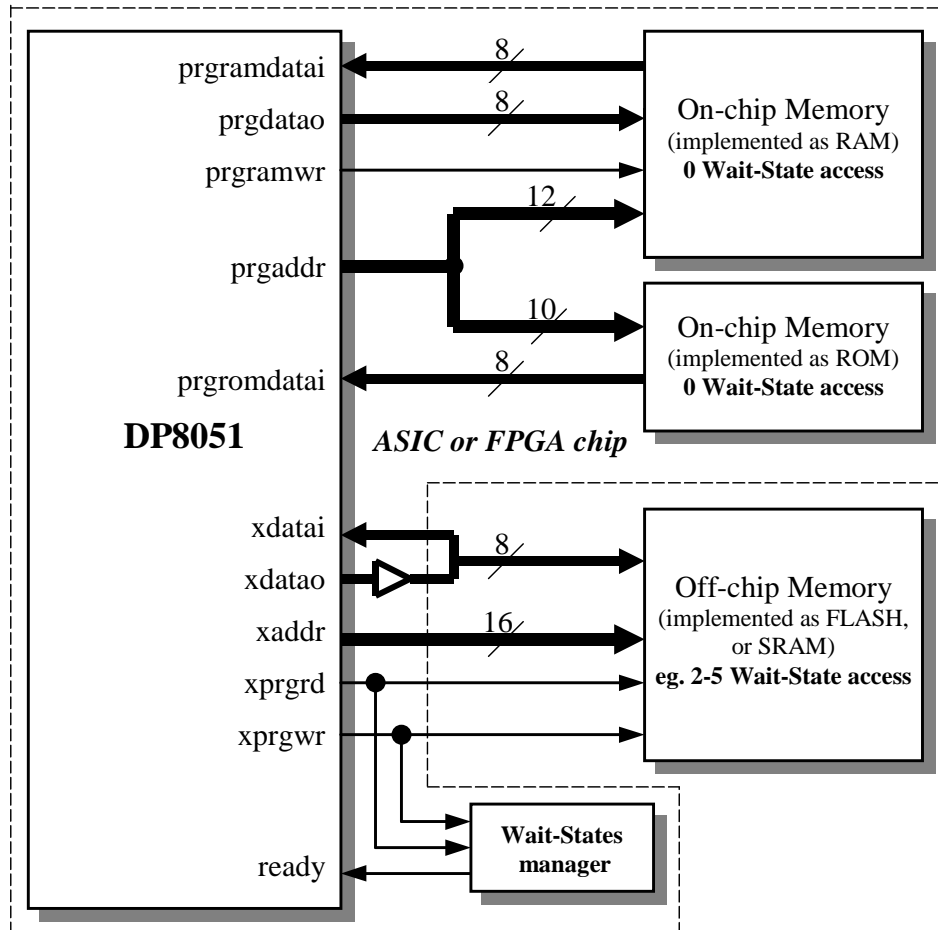 prgramdatai
8
prgdatao
8
prgramwr
12
prgaddr
10
prgromdatai
8
On-chip Memory
(implemented as RAM)
0 Wait-State access
On-chip Memory
(implemented as ROM)
0 Wait-State access
DP8051
ASIC or FPGA chip
xdatai
8
xdatao
xaddr
16
xprgrd
xprgwr
ready
Off-chip Memory
(implemented as FLASH,
or SRAM)
eg. 2-5 Wait-State access
Wait-States
manager